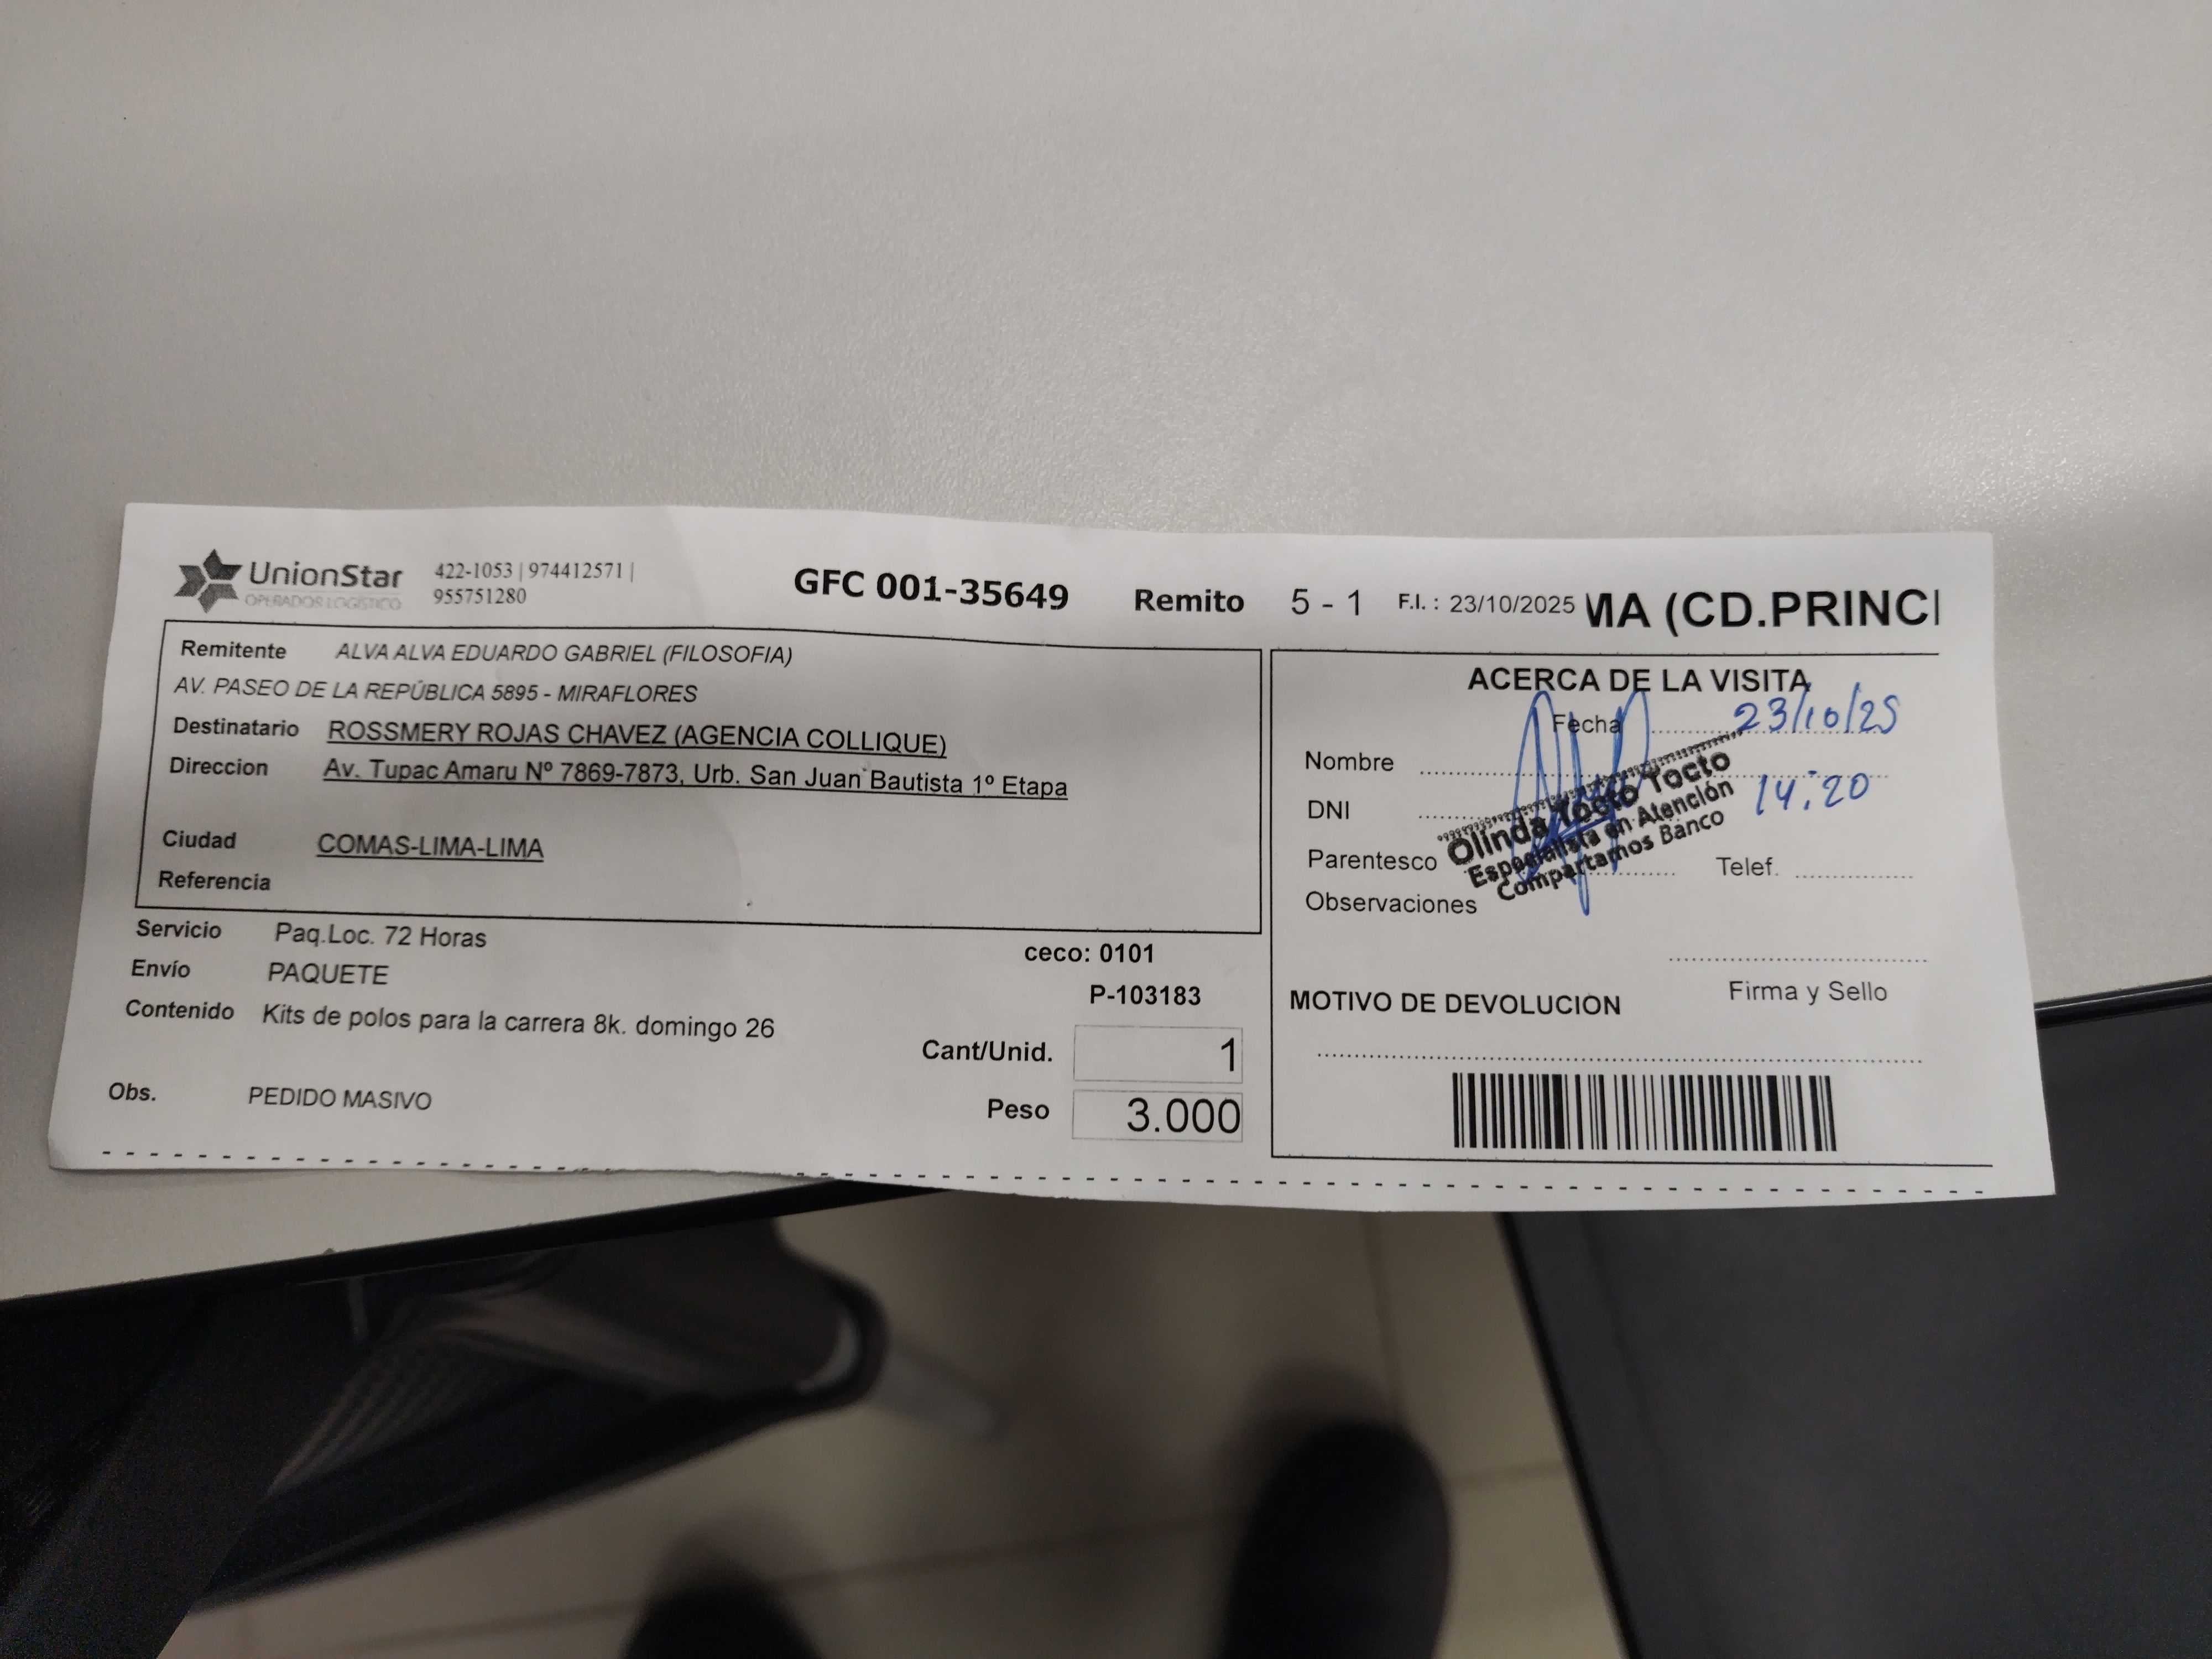 UnionStar
OPERADOR LOGÍSTICO
422-1053 | 974412571 |
955751280
GFC 001-35649
Remito 5 - 1 F.I. : 23/10/2025 MA (CD.PRINCI
Remitente ALVA ALVA EDUARDO GABRIEL (FILOSOFIA)
AV. PASEO DE LA REPÚBLICA 5895 - MIRAFLORES
Destinatario ROSSMERY ROJAS CHAVEZ (AGENCIA COLLIQUE)
Direccion Av. Tupac Amaru Nº 7869-7873, Urb. San Juan Bautista 1º Etapa
Ciudad COMAS-LIMA-LIMA
Referencia
Servicio Paq.Loc. 72 Horas
Envío PAQUETE
Contenido Kits de polos para la carrera 8k. domingo 26
Obs. PEDIDO MASIVO
ceco: 0101
P-103183
Cant/Unid. 1
Peso 3.000
ACERCA DE LA VISITA
Fecha 23/10/25
Nombre
DNI 14:20
Olinda Tocto Tocto
Especialista en Atención
Compartamos Banco
Parentesco Telef.
Observaciones
Firma y Sello
MOTIVO DE DEVOLUCION